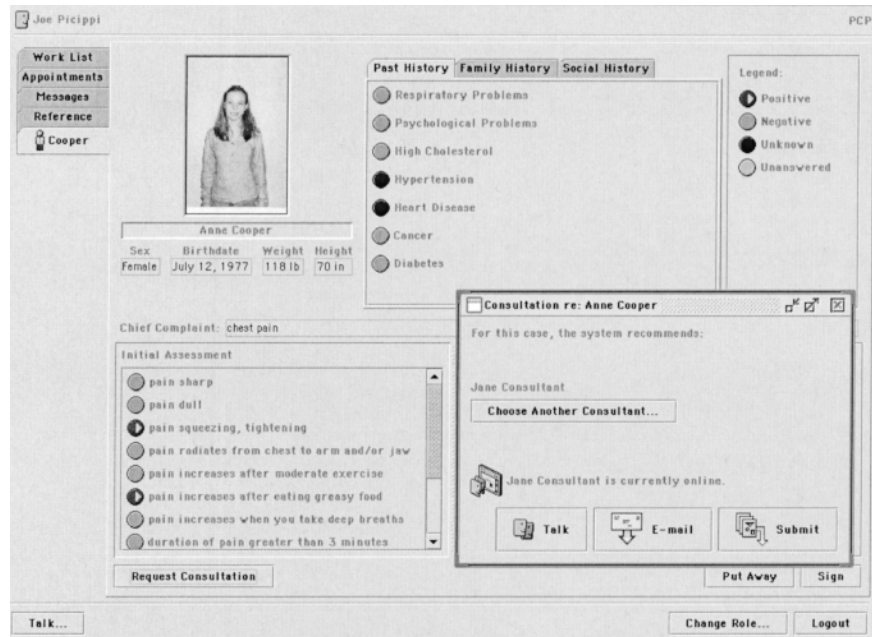 Joe Picippi PCP
Work List
Appointments
Messages
Reference
Cooper
Anne Cooper
Sex Birthdate Weight Height
Female July 12, 1977 118 lb 70 in
Past History Family History Social History
Respiratory Problems
Psychological Problems
High Cholesterol
Hypertension
Heart Disease
Cancer
Diabetes
Legend:
Positive
Negative
Unknown
Unanswered
Chief Complaint: chest pain
Initial Assessment
pain sharp
pain dull
pain squeezing, tightening
pain radiates from chest to arm and/or jaw
pain increases after moderate exercise
pain increases after eating greasy food
pain increases when you take deep breaths
duration of pain greater than 3 minutes
Consultation re: Anne Cooper
For this case, the system recommends:
Jane Consultant
Choose Another Consultant...
Jane Consultant is currently online.
Talk E-mail Submit
Request Consultation Put Away Sign
Talk... Change Role... Logout